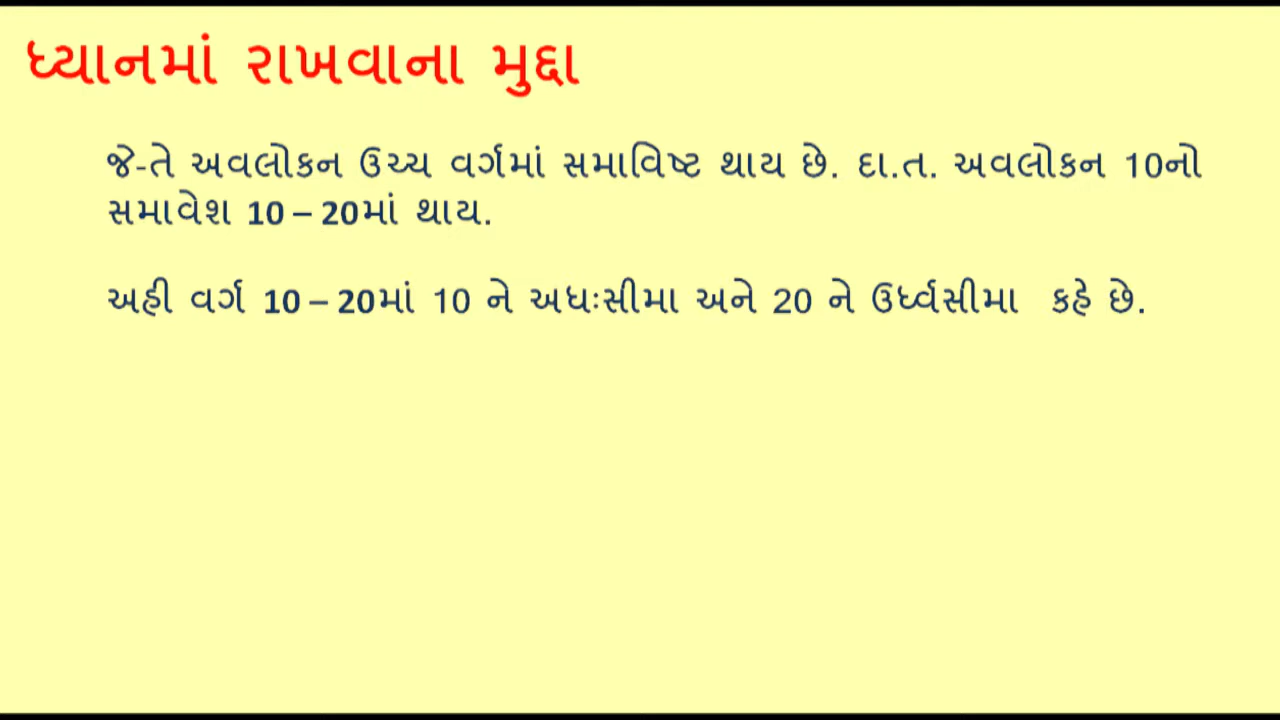 ધ્યાનમાં રાખવાના મુદ્દા
જે-તે અવલોકન ઉચ્ય વર્ગમાં સમાવિષ્ટ થાય છે. દા.ત. અવલોકન 10નો
સમાવેશ 10 – 20માં થાય.
અહી વર્ગ 10 – 20માં 10 ને અધઃસીમા અને 20 ને ઉર્ધ્વસીમા કહે છે.